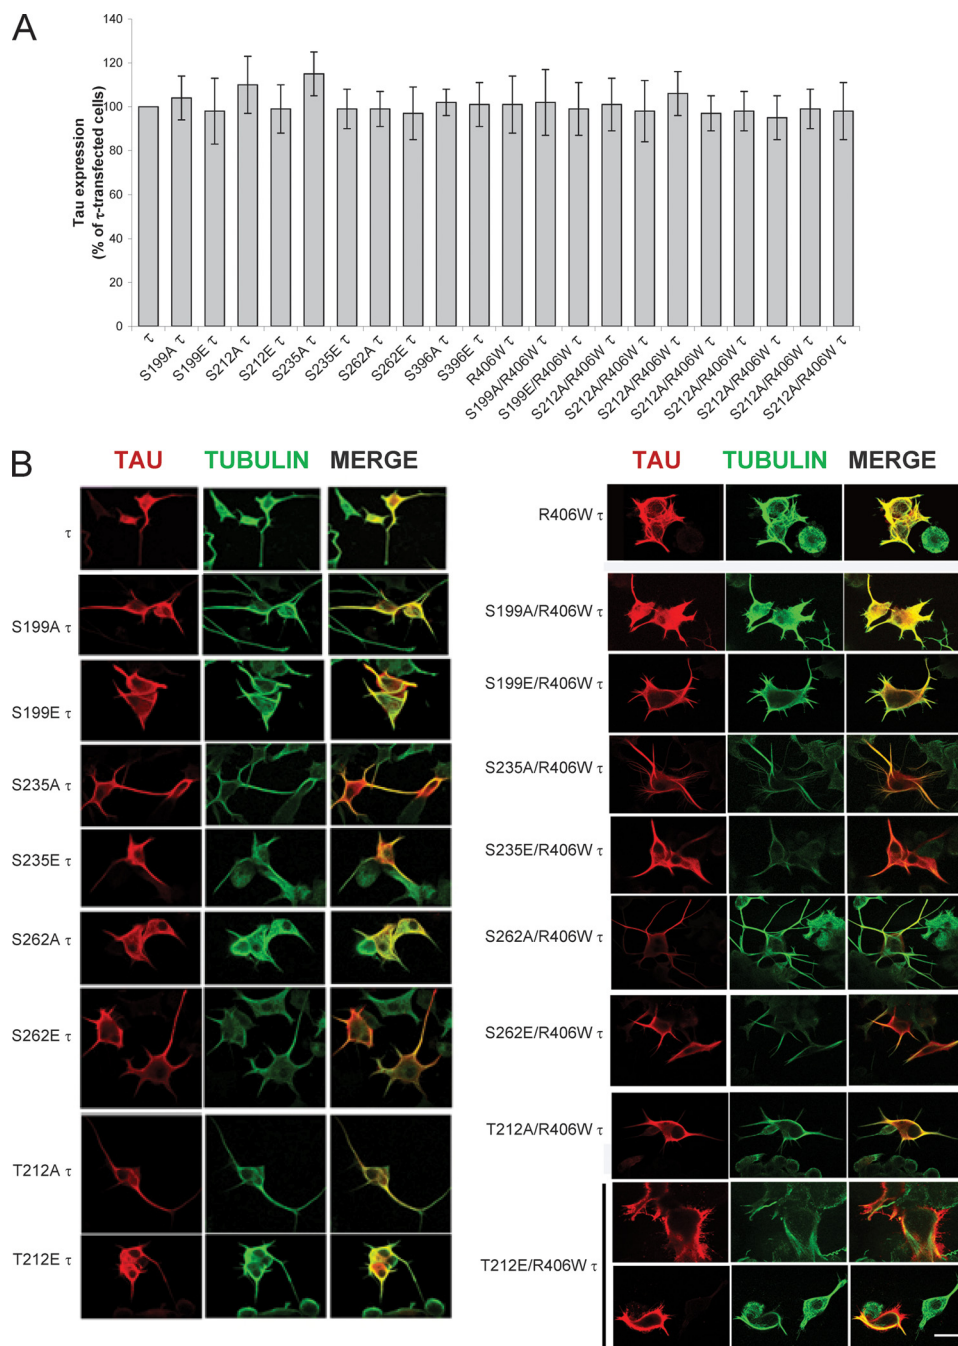 A
140
120
100
80
60
40
20
0
Tau expression
(% of τ-transfected cells)
τ
S199A τ
S199E τ
S212A τ
S212E τ
S235A τ
S235E τ
S262A τ
S262E τ
S396A τ
S396E τ
R406W τ
S199A/R406W τ
S199E/R406W τ
S212A/R406W τ
S212A/R406W τ
S212A/R406W τ
S212A/R406W τ
S212A/R406W τ
S212A/R406W τ
S212A/R406W τ
S212A/R406W τ
B
TAU TUBULIN MERGE
τ
S199A τ
S199E τ
S235A τ
S235E τ
S262A τ
S262E τ
T212A τ
T212E τ
TAU TUBULIN MERGE
R406W τ
S199A/R406W τ
S199E/R406W τ
S235A/R406W τ
S235E/R406W τ
S262A/R406W τ
S262E/R406W τ
T212A/R406W τ
T212E/R406W τ